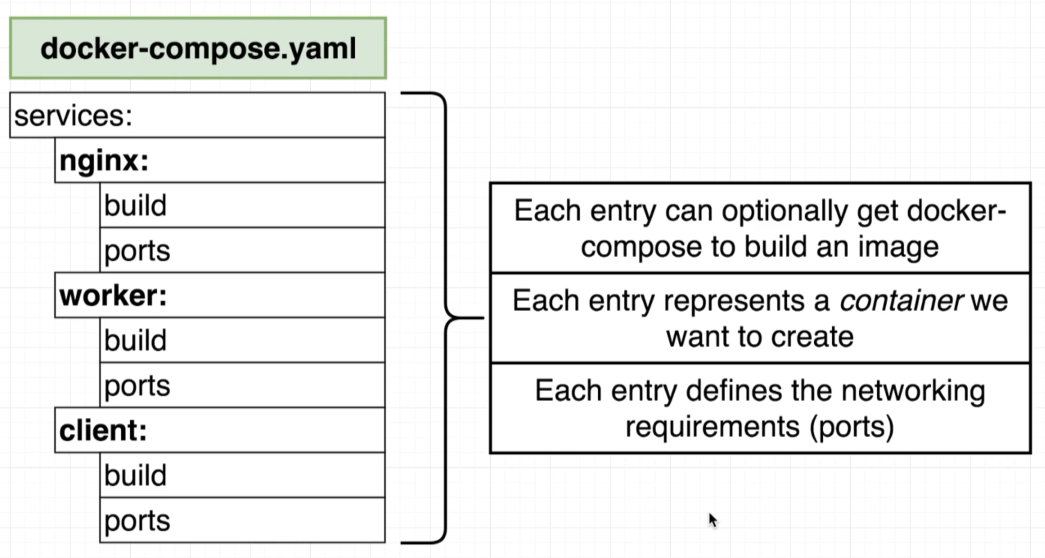 docker-compose.yaml
services:
nginx:
build
ports
worker:
build
ports
client:
build
ports
Each entry can optionally get docker-
compose to build an image
Each entry represents a container we
want to create
Each entry defines the networking
requirements (ports)